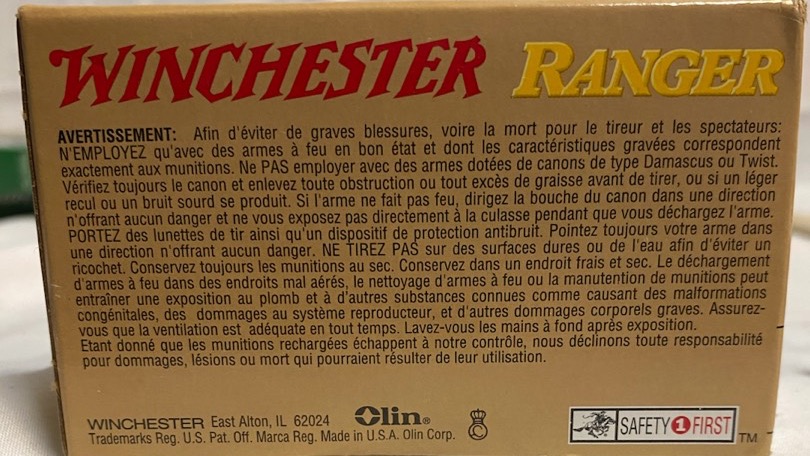 WINCHESTER RANGER
AVERTISSEMENT: Afin d'éviter de graves blessures, voire la mort pour le tireur et les spectateurs:
N'EMPLOYEZ qu'avec des armes à feu en bon état et dont les caractéristiques gravées correspondent
exactement aux munitions. Ne PAS employer avec des armes dotées de canons de type Damascus ou Twist.
Vérifiez toujours le canon et enlevez toute obstruction ou tout excès de graisse avant de tirer, ou si un léger
recul ou un bruit sourd se produit. Si l'arme ne fait pas feu, dirigez la bouche du canon dans une direction
n'offrant aucun danger et ne vous exposez pas directement à la culasse pendant que vous déchargez l'arme.
PORTEZ des lunettes de tir ainsi qu'un dispositif de protection antibruit. Pointez toujours votre arme dans
une direction n'offrant aucun danger. NE TIREZ PAS sur des surfaces dures ou de l'eau afin d'éviter un
ricochet. Conservez toujours les munitions au sec. Conservez dans un endroit frais et sec. Le déchargement
d'armes à feu dans des endroits mal aérés, le nettoyage d'armes à feu ou la manutention de munitions peut
entraîner une exposition au plomb et à d'autres substances connues comme causant des malformations
congénitales, des dommages au système reproducteur, et d'autres dommages corporels graves. Assurez-
vous que la ventilation est adéquate en tout temps. Lavez-vous les mains à fond après exposition.
Etant donné que les munitions rechargées échappent à notre contrôle, nous déclinons toute responsabilité
pour dommages, lésions ou mort qui pourraient résulter de leur utilisation.
WINCHESTER East Alton, IL 62024 Olin®
Trademarks Reg. U.S. Pat. Off. Marca Reg. Made in U.S.A. Olin Corp.
SAFETY 1 FIRST TM